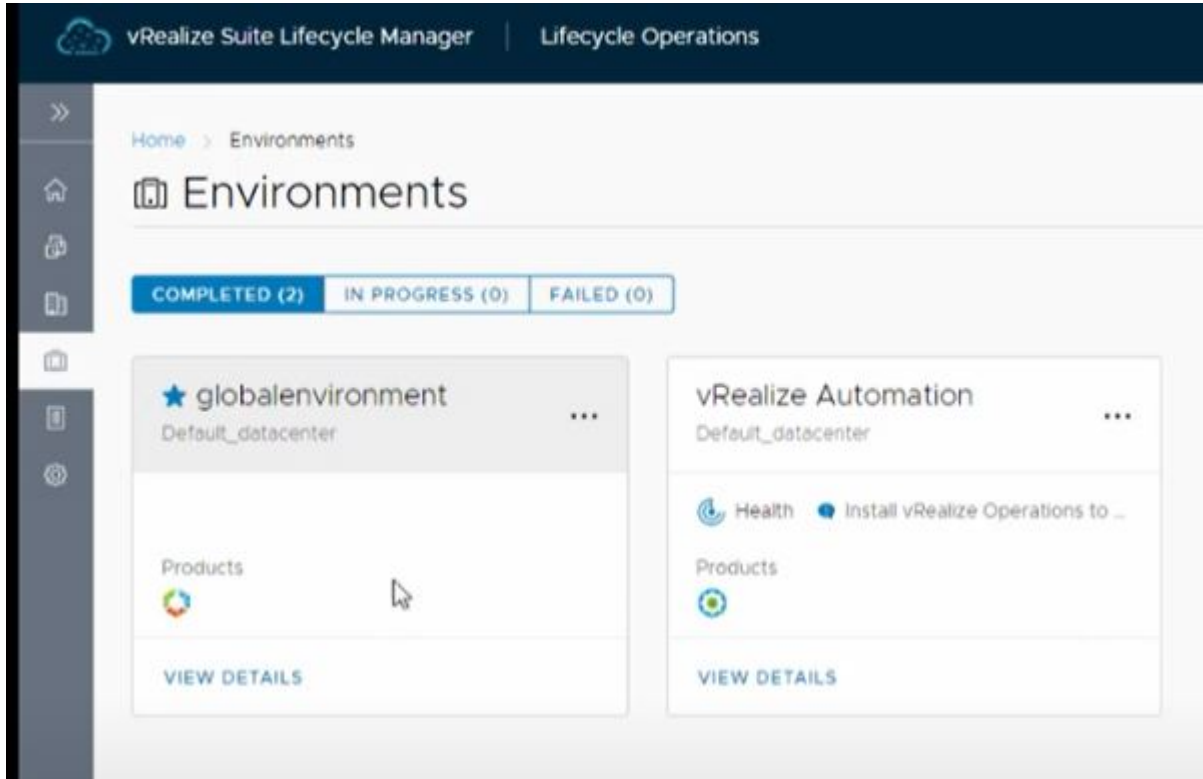 vRealize Suite Lifecycle Manager | Lifecycle Operations
Home > Environments
Environments
COMPLETED (2) IN PROGRESS (0) FAILED (0)
globalenvironment
Default_datacenter
Products
VIEW DETAILS
vRealize Automation
Default_datacenter
Health Install vRealize Operations to ...
Products
VIEW DETAILS